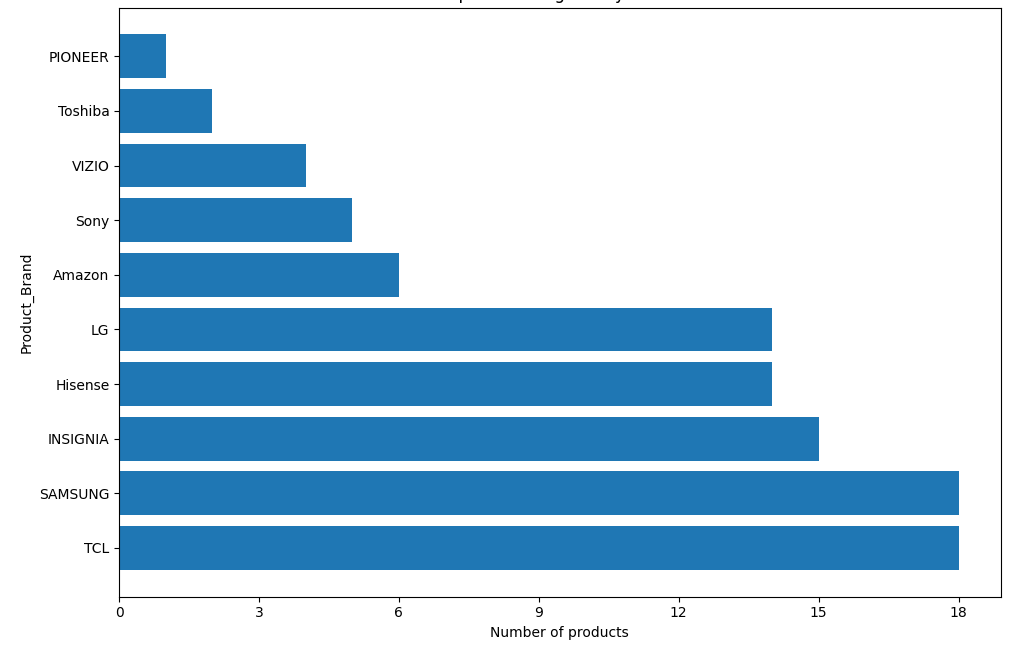 PIONEER
Toshiba
VIZIO
Sony
Amazon
LG
Hisense
INSIGNIA
SAMSUNG
TCL
Product_Brand
0 3 6 9 12 15 18
Number of products